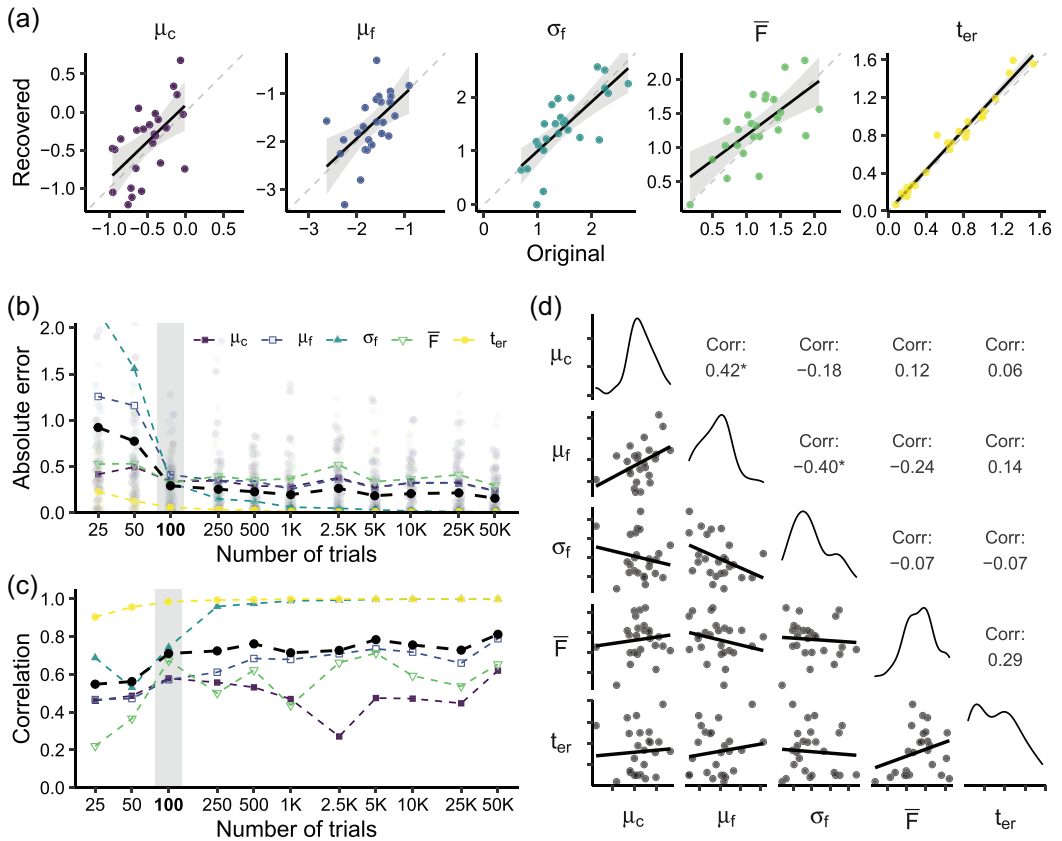 (a)
μc μf σf F̅ ter
Recovered
0.5 0.0 −0.5 −1.0
−1.0 −0.5 0.0 0.5
−1 −2 −3
−3 −2 −1
2 1 0
0 1 2
2.0 1.5 1.0 0.5
0.5 1.0 1.5 2.0
1.6 1.2 0.8 0.4 0.0
0.0 0.4 0.8 1.2 1.6
Original
(b)
μc μf σf F̅ ter
Absolute error
2.0 1.5 1.0 0.5 0.0
25 50 100 250 500 1K 2.5K 5K 10K 25K 50K
Number of trials
(c)
Correlation
1.0 0.8 0.6 0.4 0.2 0.0
25 50 100 250 500 1K 2.5K 5K 10K 25K 50K
Number of trials
(d)
μc
Corr: Corr: Corr: Corr:
0.42* −0.18 0.12 0.06
μf
Corr: Corr: Corr:
−0.40* −0.24 0.14
σf
Corr: Corr:
−0.07 −0.07
F̅
Corr:
0.29
ter
μc μf σf F̅ ter